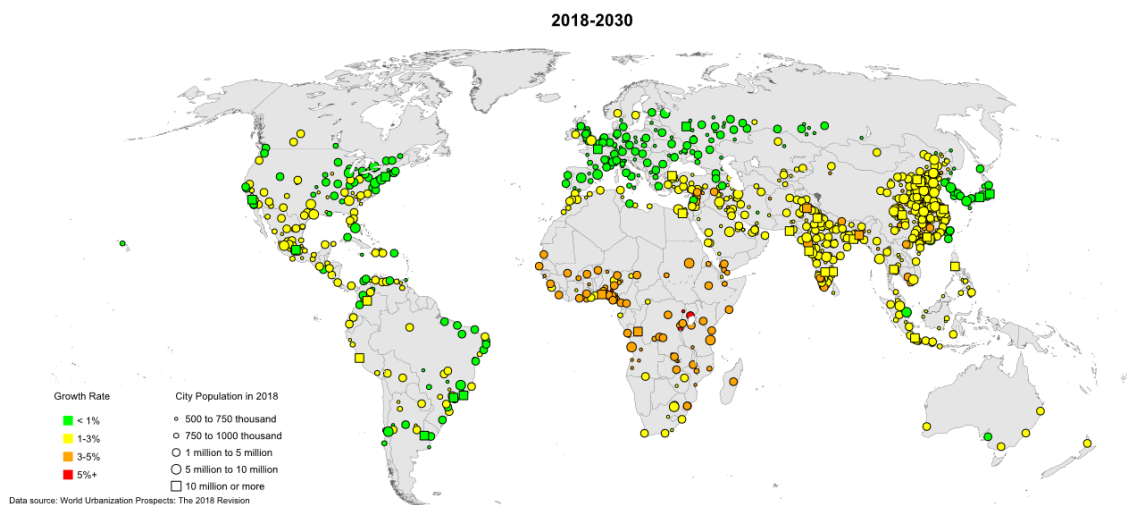 2018-2030
Growth Rate
< 1%
1-3%
3-5%
5%+
City Population in 2018
500 to 750 thousand
750 to 1000 thousand
1 million to 5 million
5 million to 10 million
10 million or more
Data source: World Urbanization Prospects: The 2018 Revision